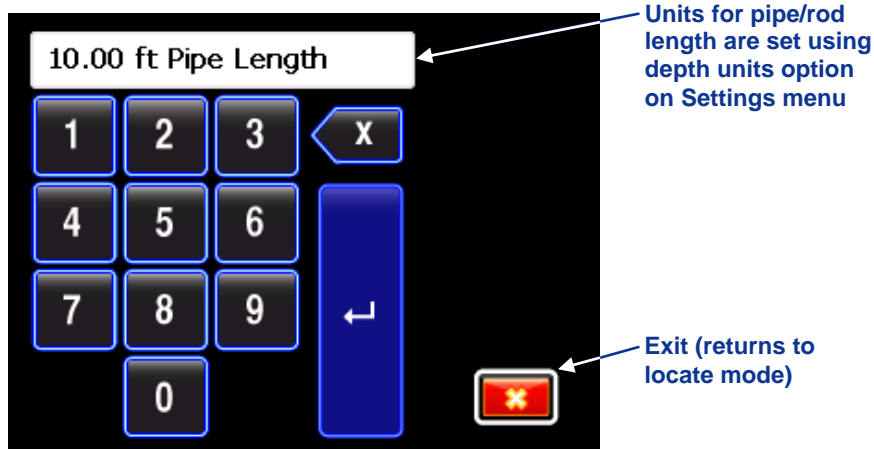 Units for pipe/rod
length are set using
depth units option
on Settings menu
10.00 ft Pipe Length
1 2 3 X
4 5 6
7 8 9
0
Exit (returns to
locate mode)